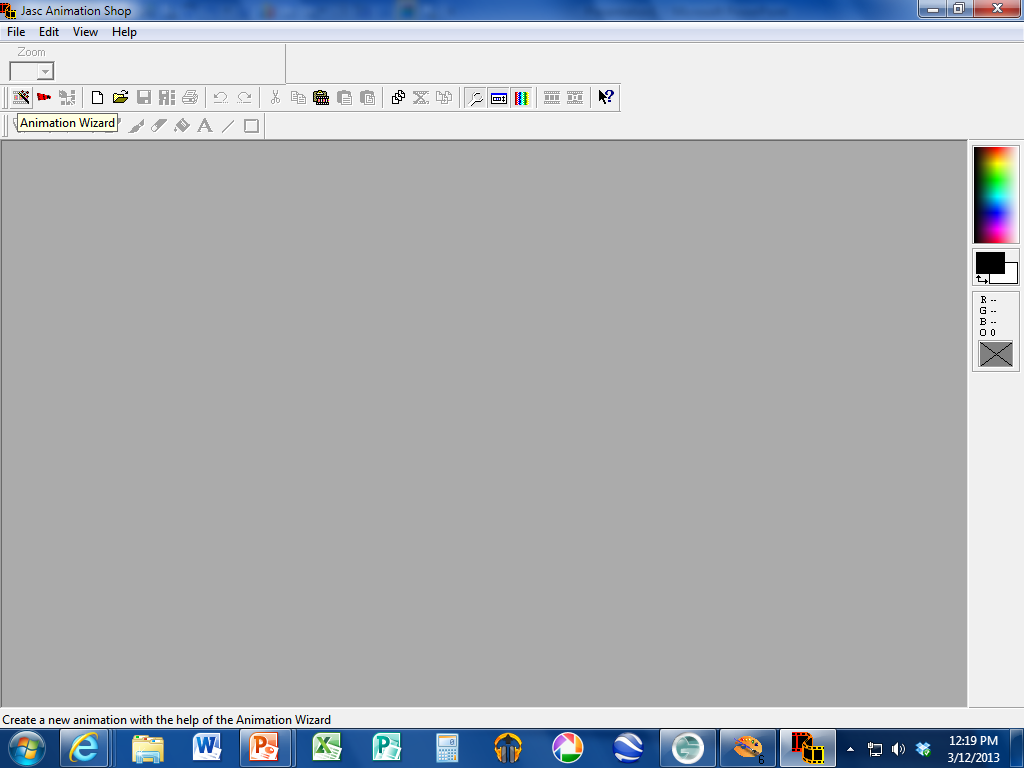 Jasc Animation Shop
File Edit View Help
Zoom
Animation Wizard
R --
G --
B --
O 0
Create a new animation with the help of the Animation Wizard
6
12:19 PM
3/12/2013